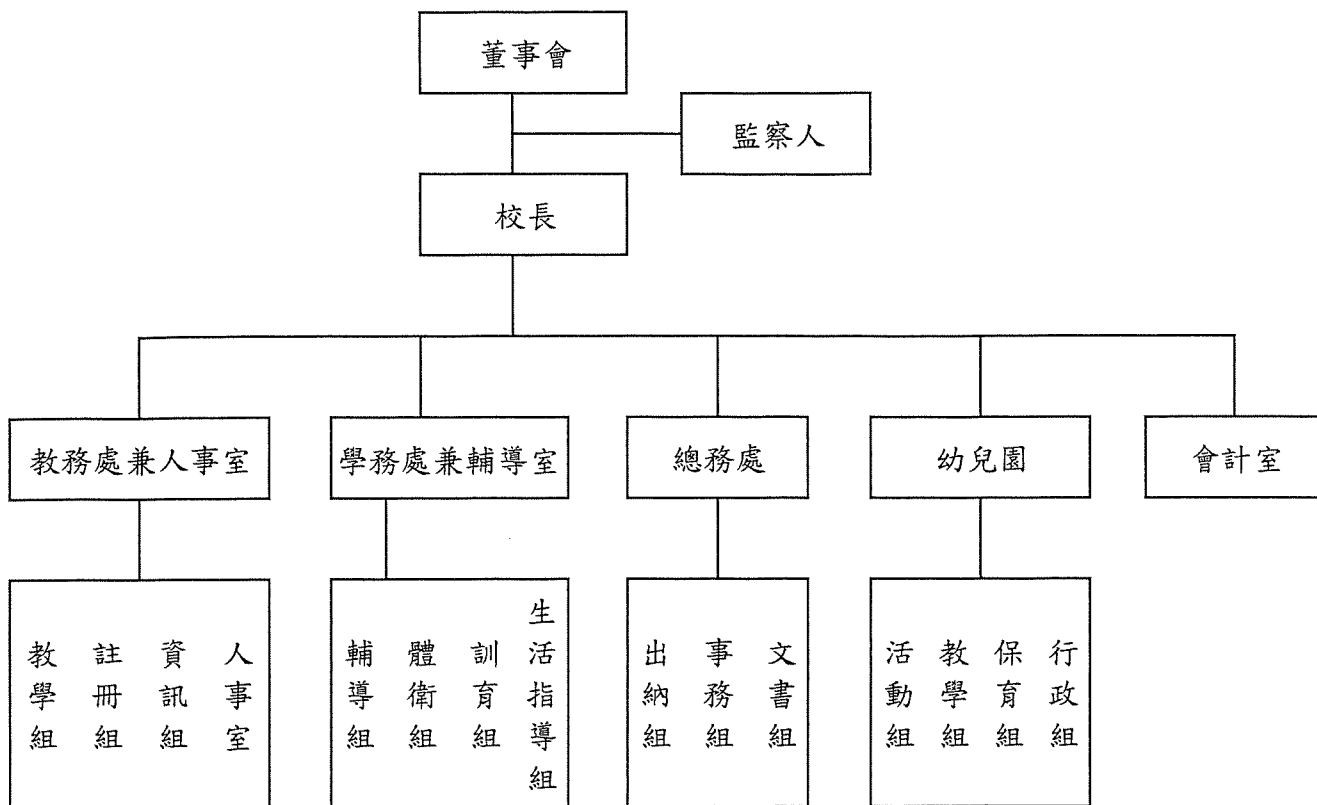 董事會
監察人
校長
教務處兼人事室
學務處兼輔導室
總務處
幼兒園
會計室
教學組
註冊組
資訊組
人事室
輔導組
體衛組
訓育組
生活指導組
出納組
事務組
文書組
活動組
教學組
保育組
行政組